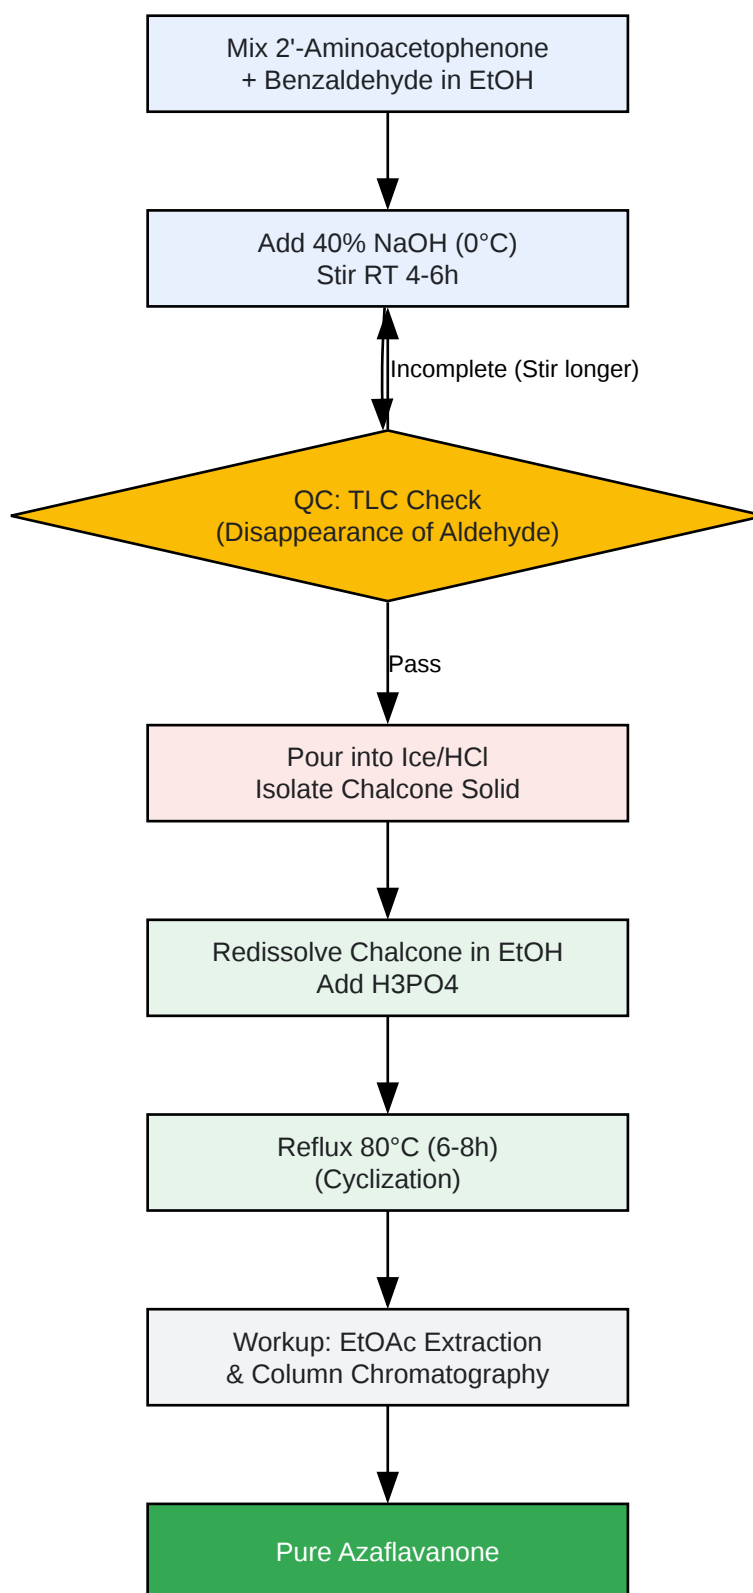 Mix 2'-Aminoacetophenone
+ Benzaldehyde in EtOH
Add 40% NaOH (0°C)
Stir RT 4-6h
Incomplete (Stir longer)
QC: TLC Check
(Disappearance of Aldehyde)
Pass
Pour into Ice/HCl
Isolate Chalcone Solid
Redissolve Chalcone in EtOH
Add H3PO4
Reflux 80°C (6-8h)
(Cyclization)
Workup: EtOAc Extraction
& Column Chromatography
Pure Azaflavanone